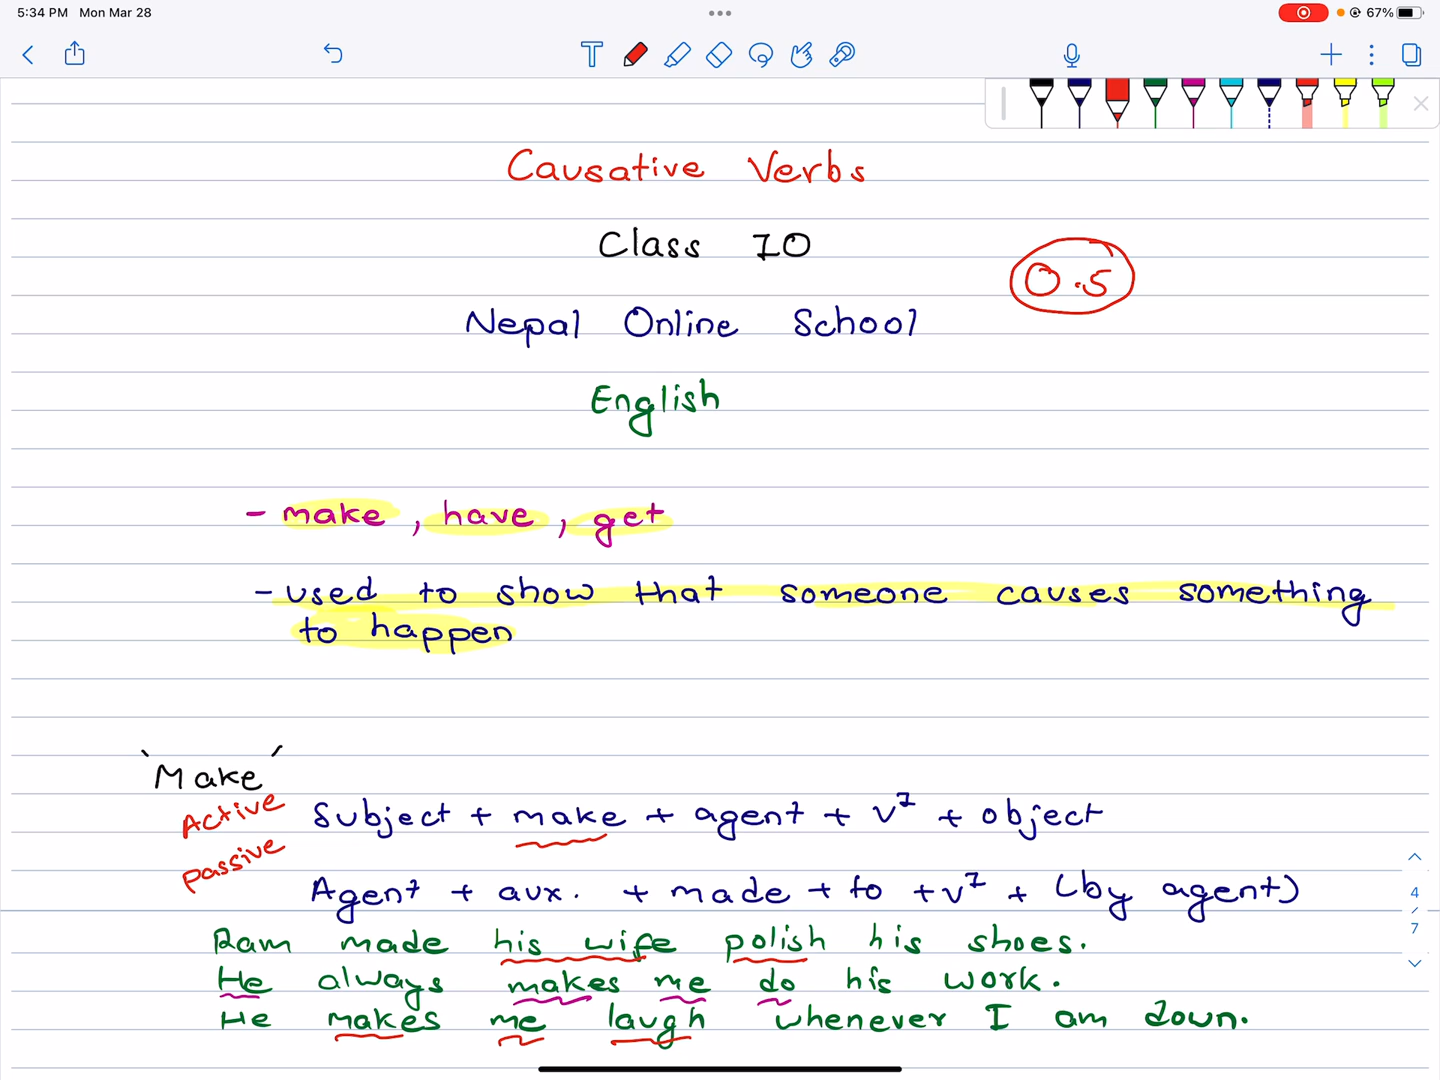 5:34 PM Mon Mar 28
67%
Causative Verbs
Class 10
0.5
Nepal Online School
English
- make, have, get
- used to show that someone causes something
to happen
'Make'
Active Subject + make + agent + v¹ + object
passive Agent + aux. + made + to + v¹ + (by agent)
Ram made his wife polish his shoes.
He always makes me do his work.
He makes me laugh whenever I am down.
4
7